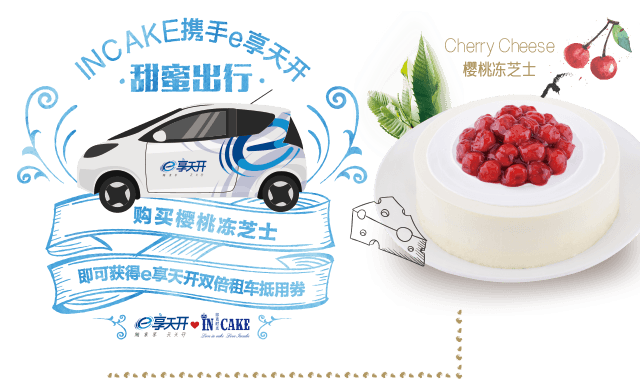 INCAKE携手e享天开
·甜蜜出行·
e享天开
购买樱桃冻芝士
即可获得e享天开双倍租车抵用券
e享天开
INCAKE
Cherry Cheese
樱桃冻芝士